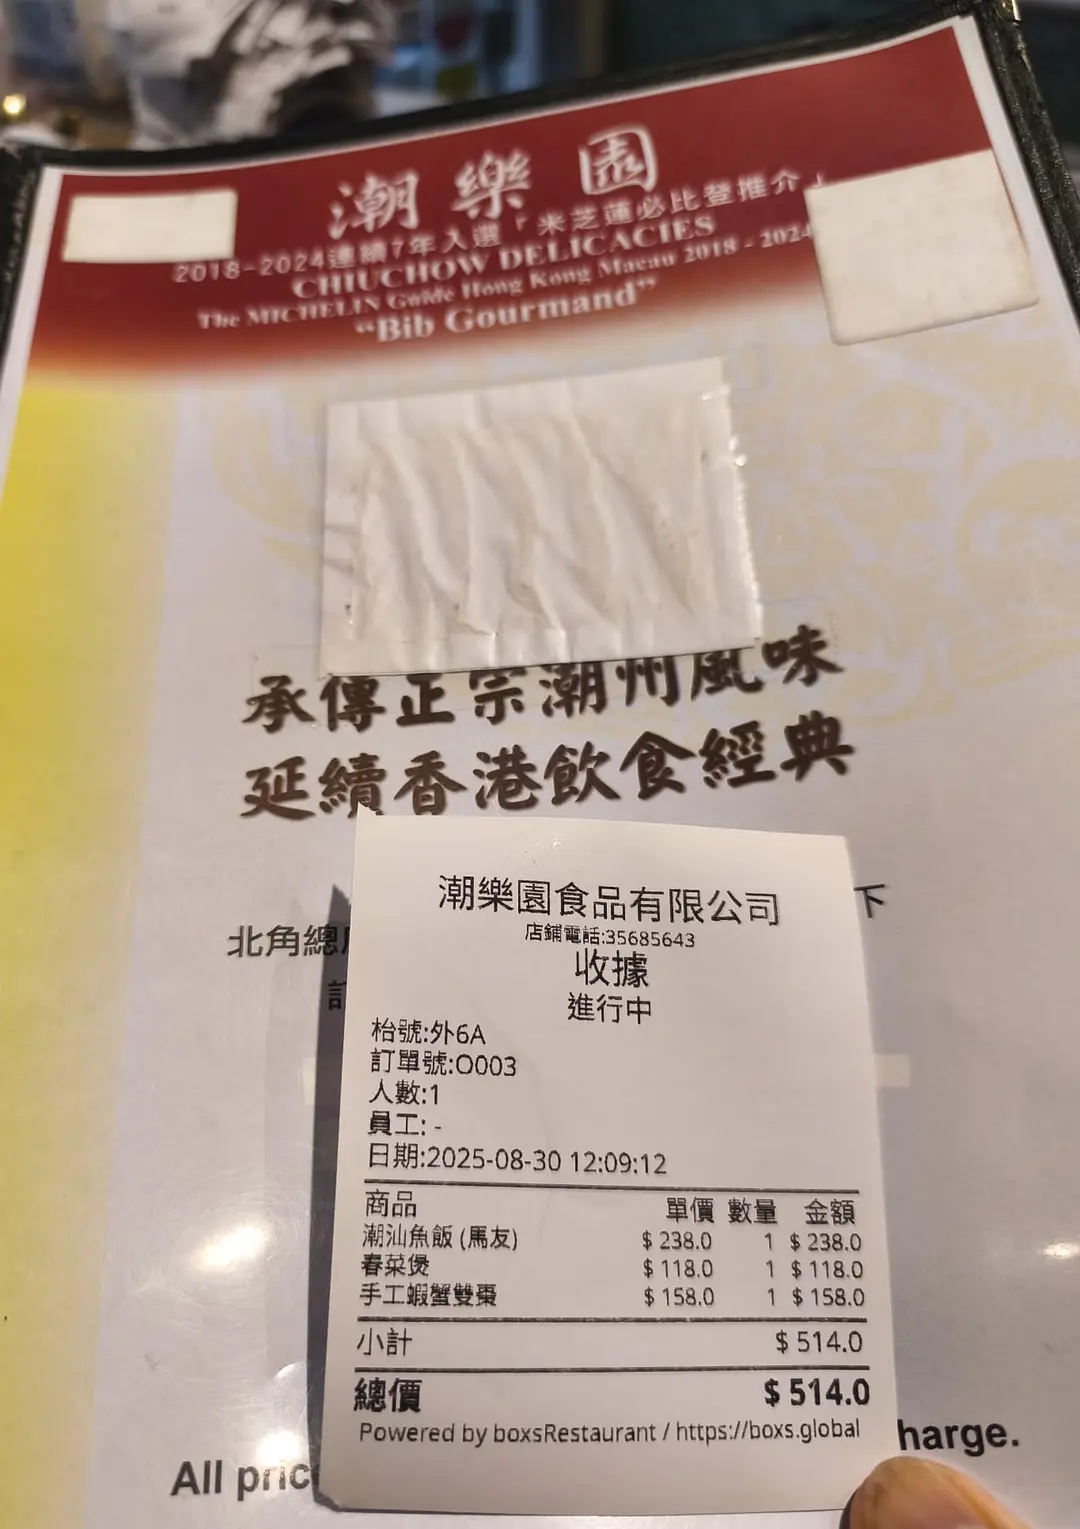 潮樂園
2018-2024連續7年入選「米芝蓮必比登推介」
CHIUCHOW DELICACIES
The MICHELIN Guide Hong Kong Macau 2018 - 2024
“Bib Gourmand”
承傳正宗潮州風味
延續香港飲食經典
下
北角總
訂
潮樂園食品有限公司
店鋪電話:35685643
收據
進行中
枱號:外6A
訂單號:O003
人數:1
員工: -
日期:2025-08-30 12:09:12
商品 單價 數量 金額
潮汕魚飯 (馬友) $ 238.0 1 $ 238.0
春菜煲 $ 118.0 1 $ 118.0
手工蝦蟹雙棗 $ 158.0 1 $ 158.0
小計 $ 514.0
總價 $ 514.0
Powered by boxsRestaurant / https://boxs.global
All pric harge.